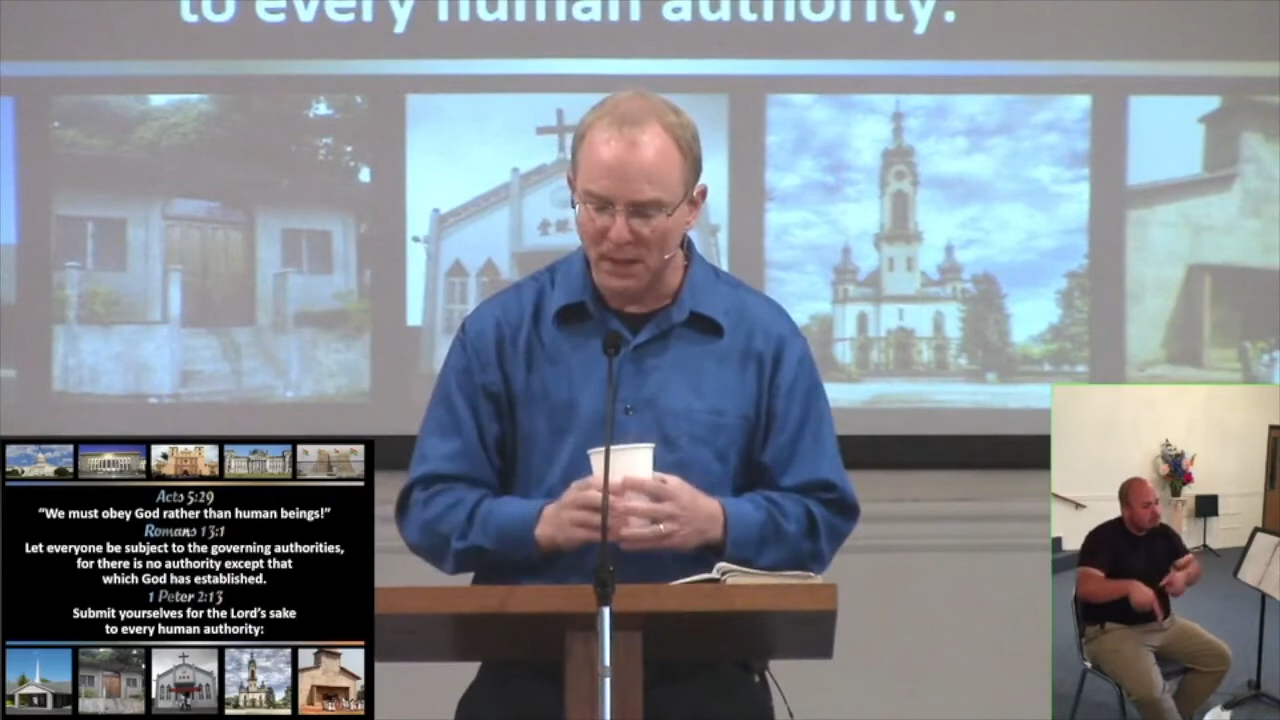 to every human authority.
Acts 5:29
“We must obey God rather than human beings!”
Romans 13:1
Let everyone be subject to the governing authorities,
for there is no authority except that
which God has established.
1 Peter 2:13
Submit yourselves for the Lord’s sake
to every human authority: